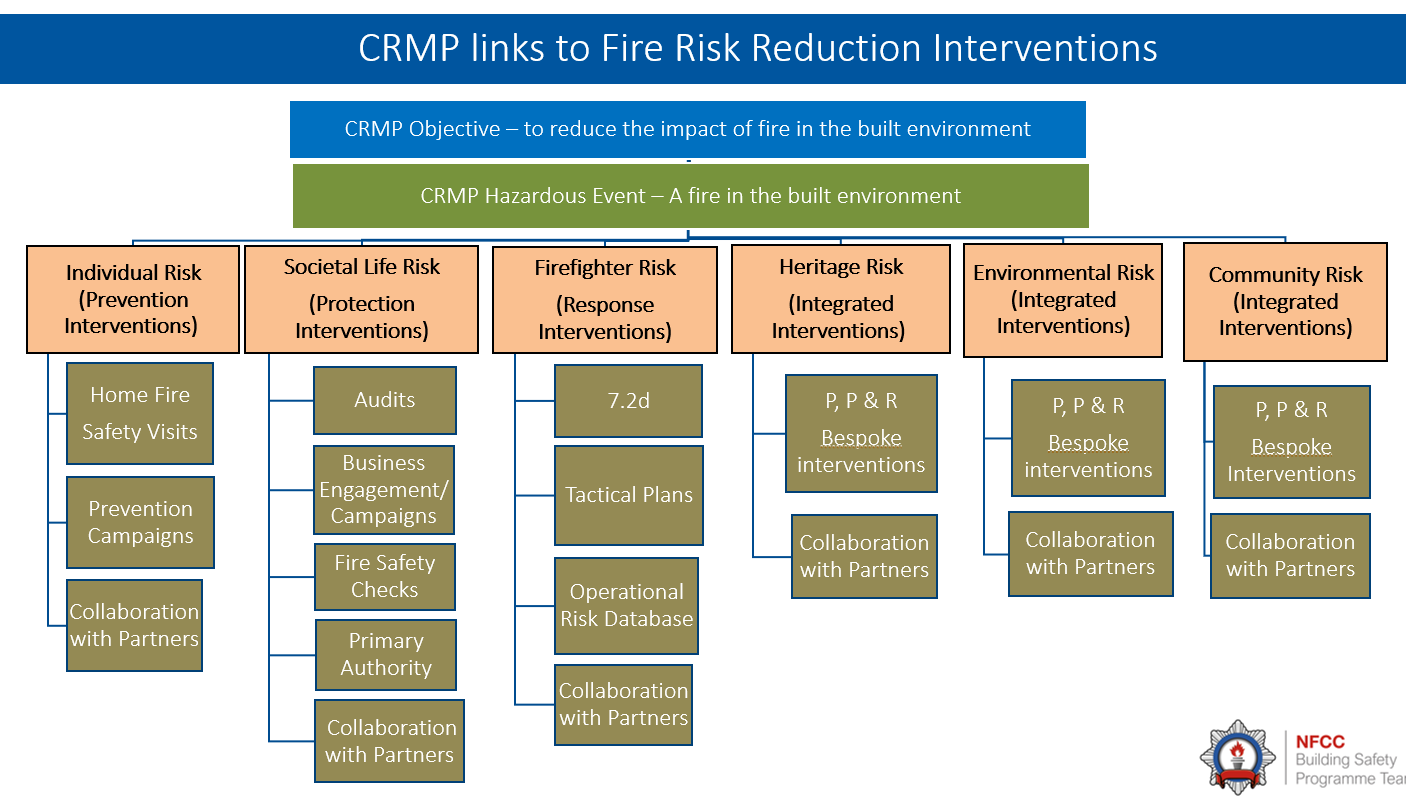 CRMP links to Fire Risk Reduction Interventions
CRMP Objective – to reduce the impact of fire in the built environment
CRMP Hazardous Event – A fire in the built environment
Individual Risk
(Prevention
Interventions)
Home Fire
Safety Visits
Prevention
Campaigns
Collaboration
with Partners
Societal Life Risk
(Protection
Interventions)
Audits
Business
Engagement/
Campaigns
Fire Safety
Checks
Primary
Authority
Collaboration
with Partners
Firefighter Risk
(Response
Interventions)
7.2d
Tactical Plans
Operational
Risk Database
Collaboration
with Partners
Heritage Risk
(Integrated
Interventions)
P, P & R
Bespoke
interventions
Collaboration
with Partners
Environmental Risk
(Integrated
Interventions)
P, P & R
Bespoke
interventions
Collaboration
with Partners
Community Risk
(Integrated
Interventions)
P, P & R
Bespoke
Interventions
Collaboration
with Partners
NFCC
Building Safety
Programme Tea